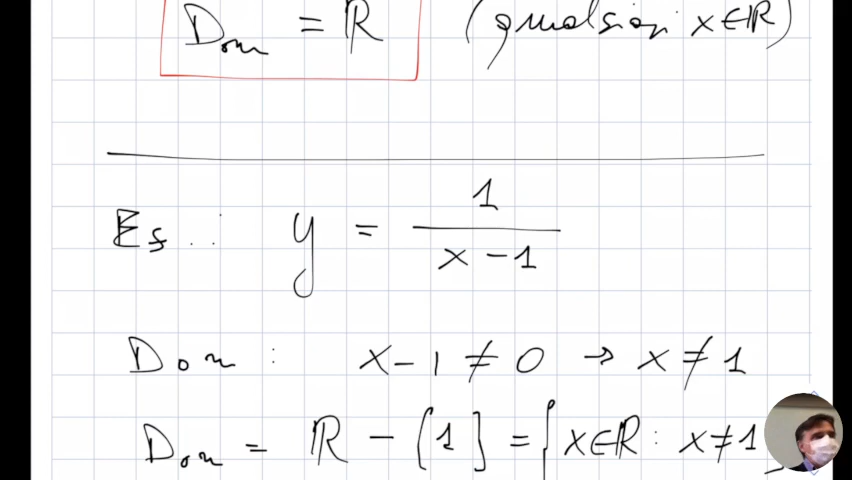 Dom = ℝ (qualsiasi x∈ℝ)
Es.:  y = 1/(x-1)
Dom: x-1 ≠ 0 → x ≠ 1
Dom = ℝ - {1} = {x∈ℝ: x≠1}